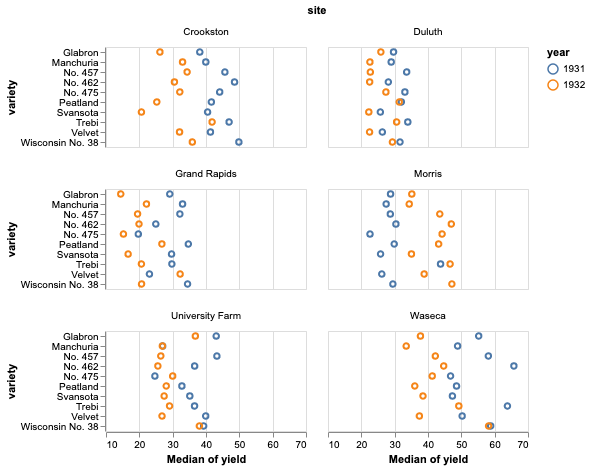 site
Crookston
Duluth
variety
Glabron
Manchuria
No. 457
No. 462
No. 475
Peatland
Svansota
Trebi
Velvet
Wisconsin No. 38
year
1931
1932
Grand Rapids
Morris
variety
Glabron
Manchuria
No. 457
No. 462
No. 475
Peatland
Svansota
Trebi
Velvet
Wisconsin No. 38
University Farm
Waseca
variety
Glabron
Manchuria
No. 457
No. 462
No. 475
Peatland
Svansota
Trebi
Velvet
Wisconsin No. 38
10 20 30 40 50 60 70
10 20 30 40 50 60 70
Median of yield
Median of yield